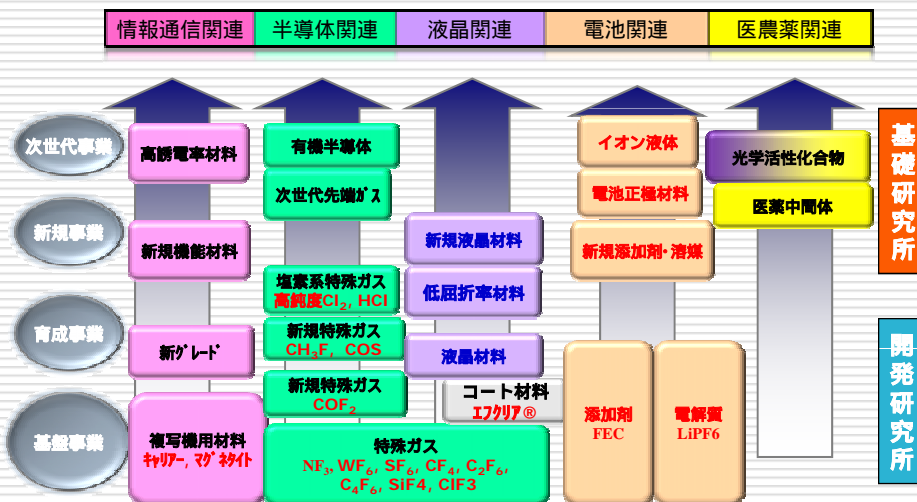 情報通信関連 半導体関連 液晶関連 電池関連 医農薬関連
次世代事業
新規事業
育成事業
基盤事業
高誘電率材料
新規機能材料
新ｸﾞﾚｰﾄﾞ
複写機用材料
ｷｬﾘｱｰ, ﾏｸﾞﾈﾀｲﾄ
有機半導体
次世代先端ｶﾞｽ
塩素系特殊ガス
高純度Cl₂, HCl
新規特殊ガス
CH₃F, COS
新規特殊ガス
COF₂
特殊ガス
NF₃, WF₆, SF₆, CF₄, C₂F₆,
C₄F₆, SiF4, ClF3
新規液晶材料
低屈折率材料
液晶材料
コート材料
ｴﾌｸﾘｱ®
イオン液体
電池正極材料
新規添加剤･溶媒
添加剤
FEC
電解質
LiPF6
光学活性化合物
医薬中間体
基礎研究所
開発研究所